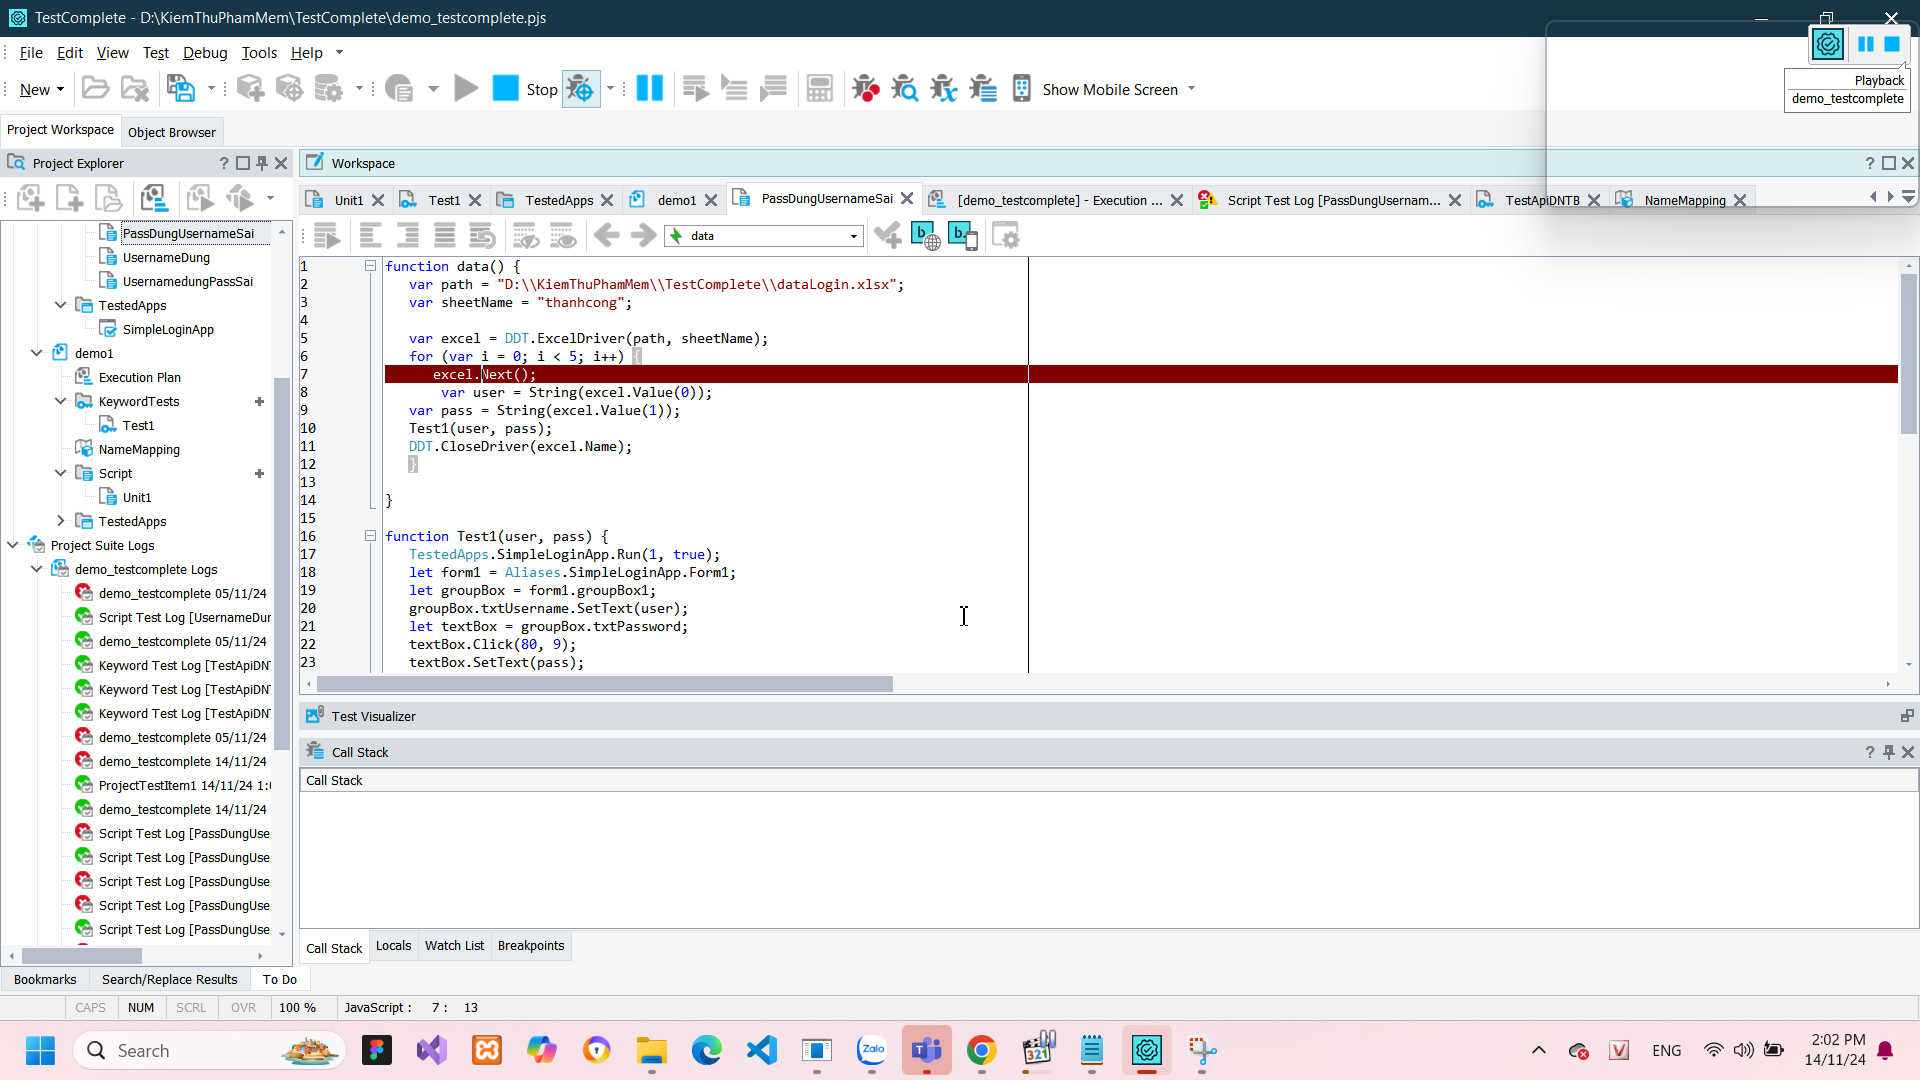 TestComplete - D:\KiemThuPhamMem\TestComplete\demo_testcomplete.pjs
File Edit View Test Debug Tools Help
Playback
demo_testcomplete
New Stop Show Mobile Screen
Project Workspace Object Browser
Project Explorer
Workspace
Unit1 Test1 TestedApps demo1 PassDungUsernameSai [demo_testcomplete] - Execution ... Script Test Log [PassDungUsernam... TestApiDNTB NameMapping
data
PassDungUsernameSai
UsernameDung
UsernamedungPassSai
TestedApps
SimpleLoginApp
demo1
Execution Plan
KeywordTests
Test1
NameMapping
Script
Unit1
TestedApps
Project Suite Logs
demo_testcomplete Logs
demo_testcomplete 05/11/24
Script Test Log [UsernameDur
demo_testcomplete 05/11/24
Keyword Test Log [TestApiDN
Keyword Test Log [TestApiDN
Keyword Test Log [TestApiDN
demo_testcomplete 05/11/24
demo_testcomplete 14/11/24
ProjectTestItem1 14/11/24 1:0
demo_testcomplete 14/11/24
Script Test Log [PassDungUse
Script Test Log [PassDungUse
Script Test Log [PassDungUse
Script Test Log [PassDungUse
Script Test Log [PassDungUse
1 function data() {
2 var path = "D:\\KiemThuPhamMem\\TestComplete\\dataLogin.xlsx";
3 var sheetName = "thanhcong";
4
5 var excel = DDT.ExcelDriver(path, sheetName);
6 for (var i = 0; i < 5; i++) {
7 excel.Next();
8 var user = String(excel.Value(0));
9 var pass = String(excel.Value(1));
10 Test1(user, pass);
11 DDT.CloseDriver(excel.Name);
12 }
13
14 }
15
16 function Test1(user, pass) {
17 TestedApps.SimpleLoginApp.Run(1, true);
18 let form1 = Aliases.SimpleLoginApp.Form1;
19 let groupBox = form1.groupBox1;
20 groupBox.txtUsername.SetText(user);
21 let textBox = groupBox.txtPassword;
22 textBox.Click(80, 9);
23 textBox.SetText(pass);
Test Visualizer
Call Stack
Call Stack
Call Stack Locals Watch List Breakpoints
Bookmarks Search/Replace Results To Do
CAPS NUM SCRL OVR 100 % JavaScript : 7 : 13
Search
Zalo
321
ENG
2:02 PM
14/11/24